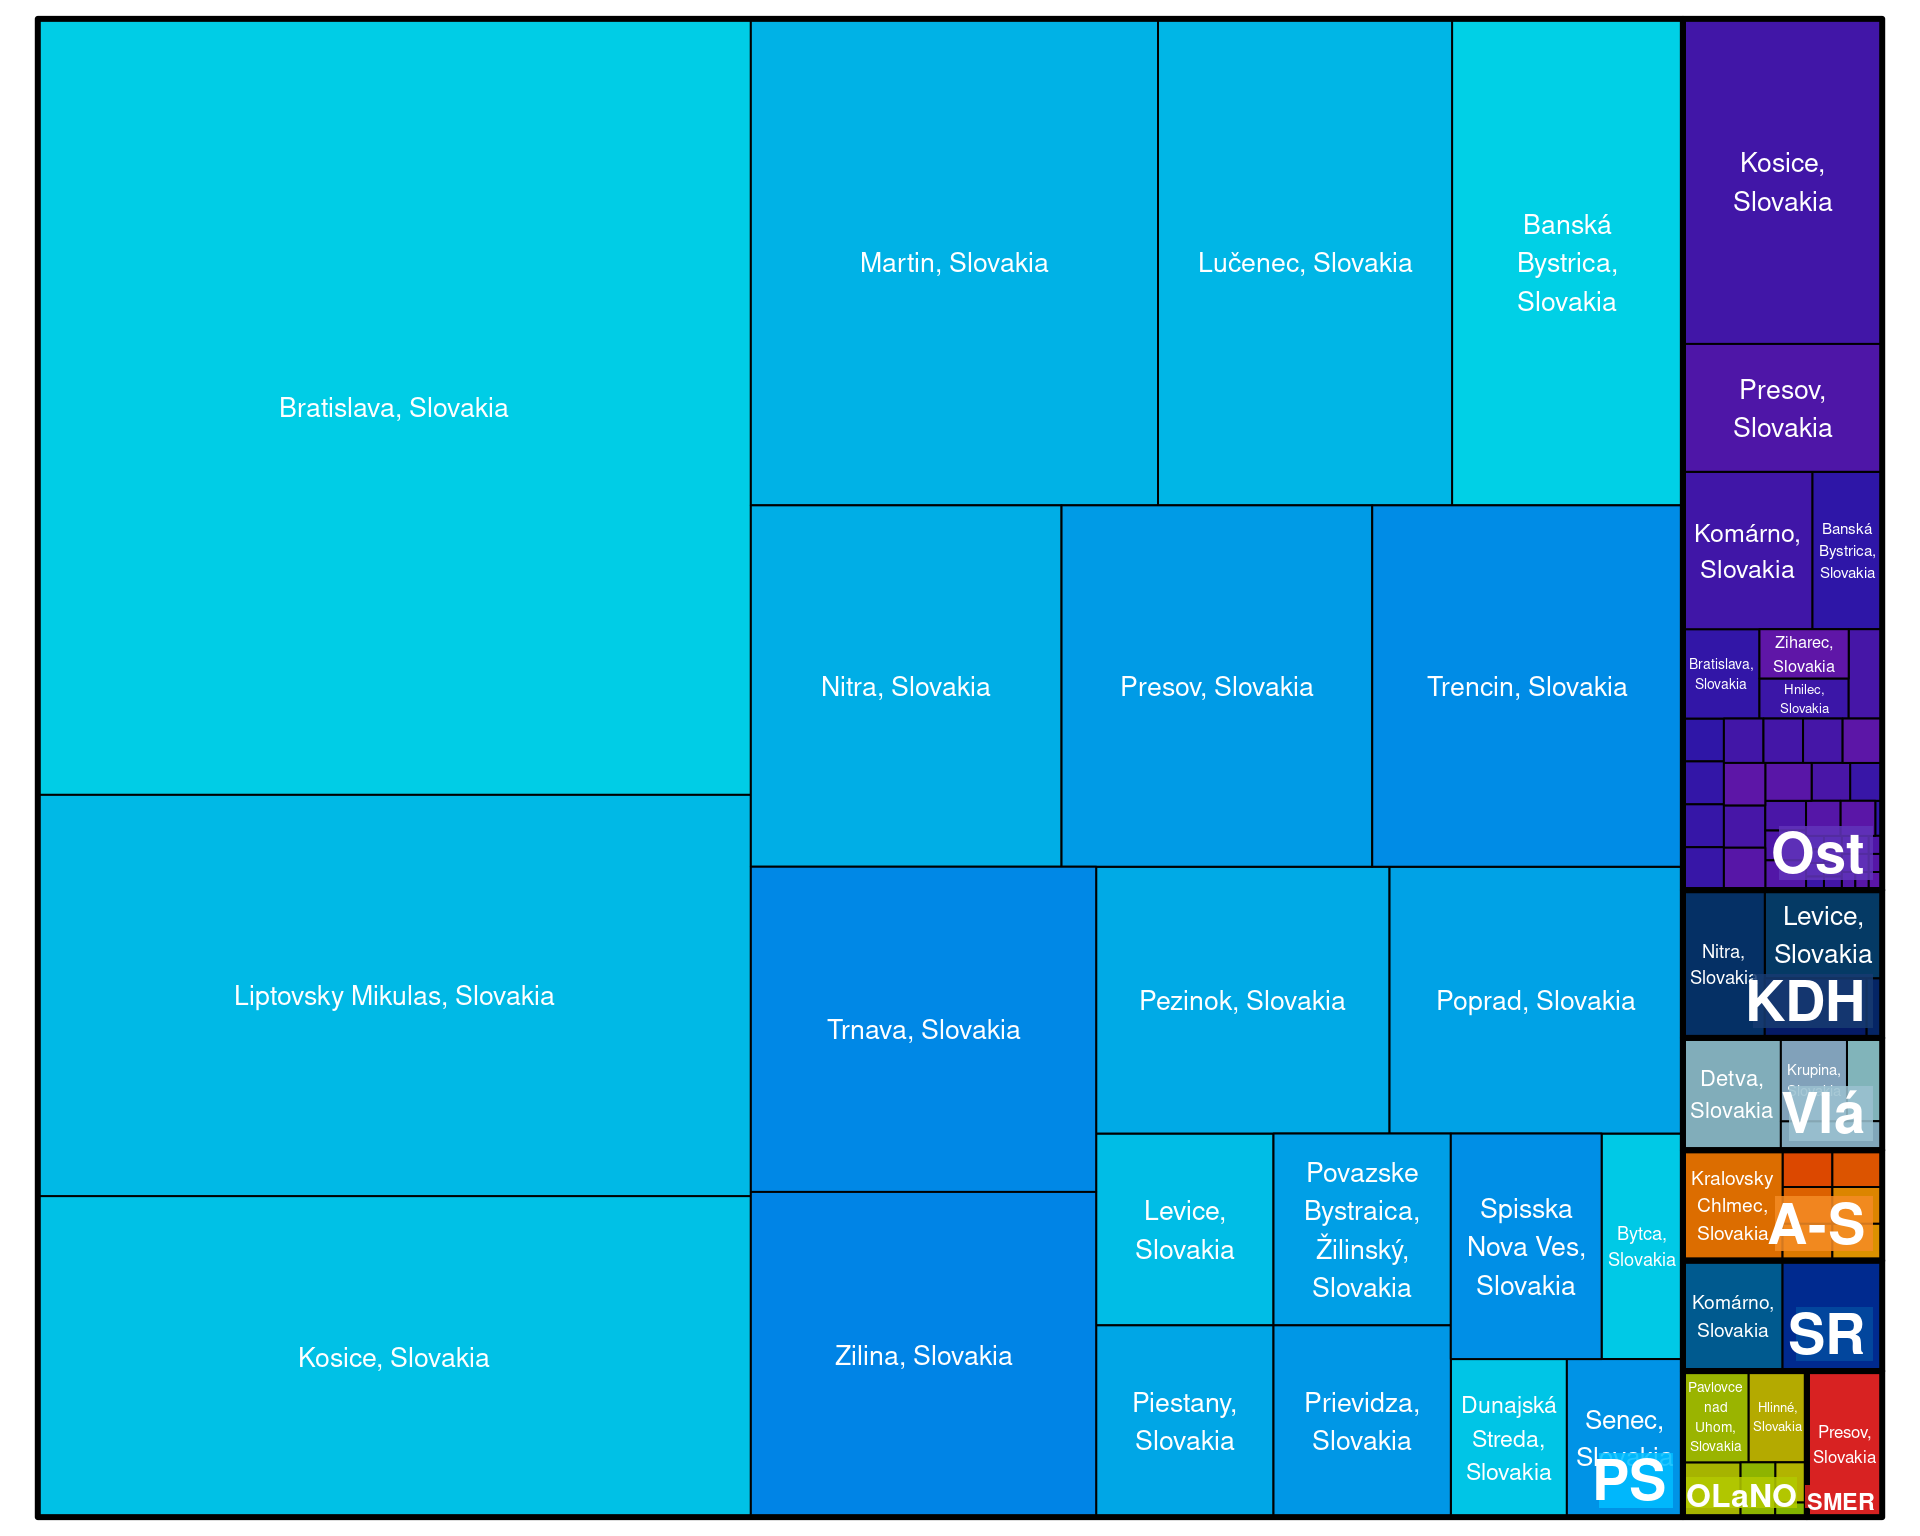 Bratislava, Slovakia
Liptovsky Mikulas, Slovakia
Kosice, Slovakia
Martin, Slovakia
Lučenec, Slovakia
Banská
Bystrica,
Slovakia
Nitra, Slovakia
Presov, Slovakia
Trencin, Slovakia
Trnava, Slovakia
Zilina, Slovakia
Pezinok, Slovakia
Poprad, Slovakia
Levice,
Slovakia
Povazske
Bystraica,
Žilinský,
Slovakia
Spisska
Nova Ves,
Slovakia
Bytca,
Slovakia
Piestany,
Slovakia
Prievidza,
Slovakia
Dunajská
Streda,
Slovakia
Senec,
Slovakia
PS
Kosice,
Slovakia
Presov,
Slovakia
Komárno,
Slovakia
Banská
Bystrica,
Slovakia
Bratislava,
Slovakia
Ziharec,
Slovakia
Hnilec,
Slovakia
Ost
Nitra,
Slovakia
Levice,
Slovakia
KDH
Detva,
Slovakia
Krupina,
Slovakia
Vlá
Kralovsky
Chlmec,
Slovakia
A-S
Komárno,
Slovakia
SR
Pavlovce
nad
Uhom,
Slovakia
Hlinné,
Slovakia
OLaNO
Presov,
Slovakia
SMER